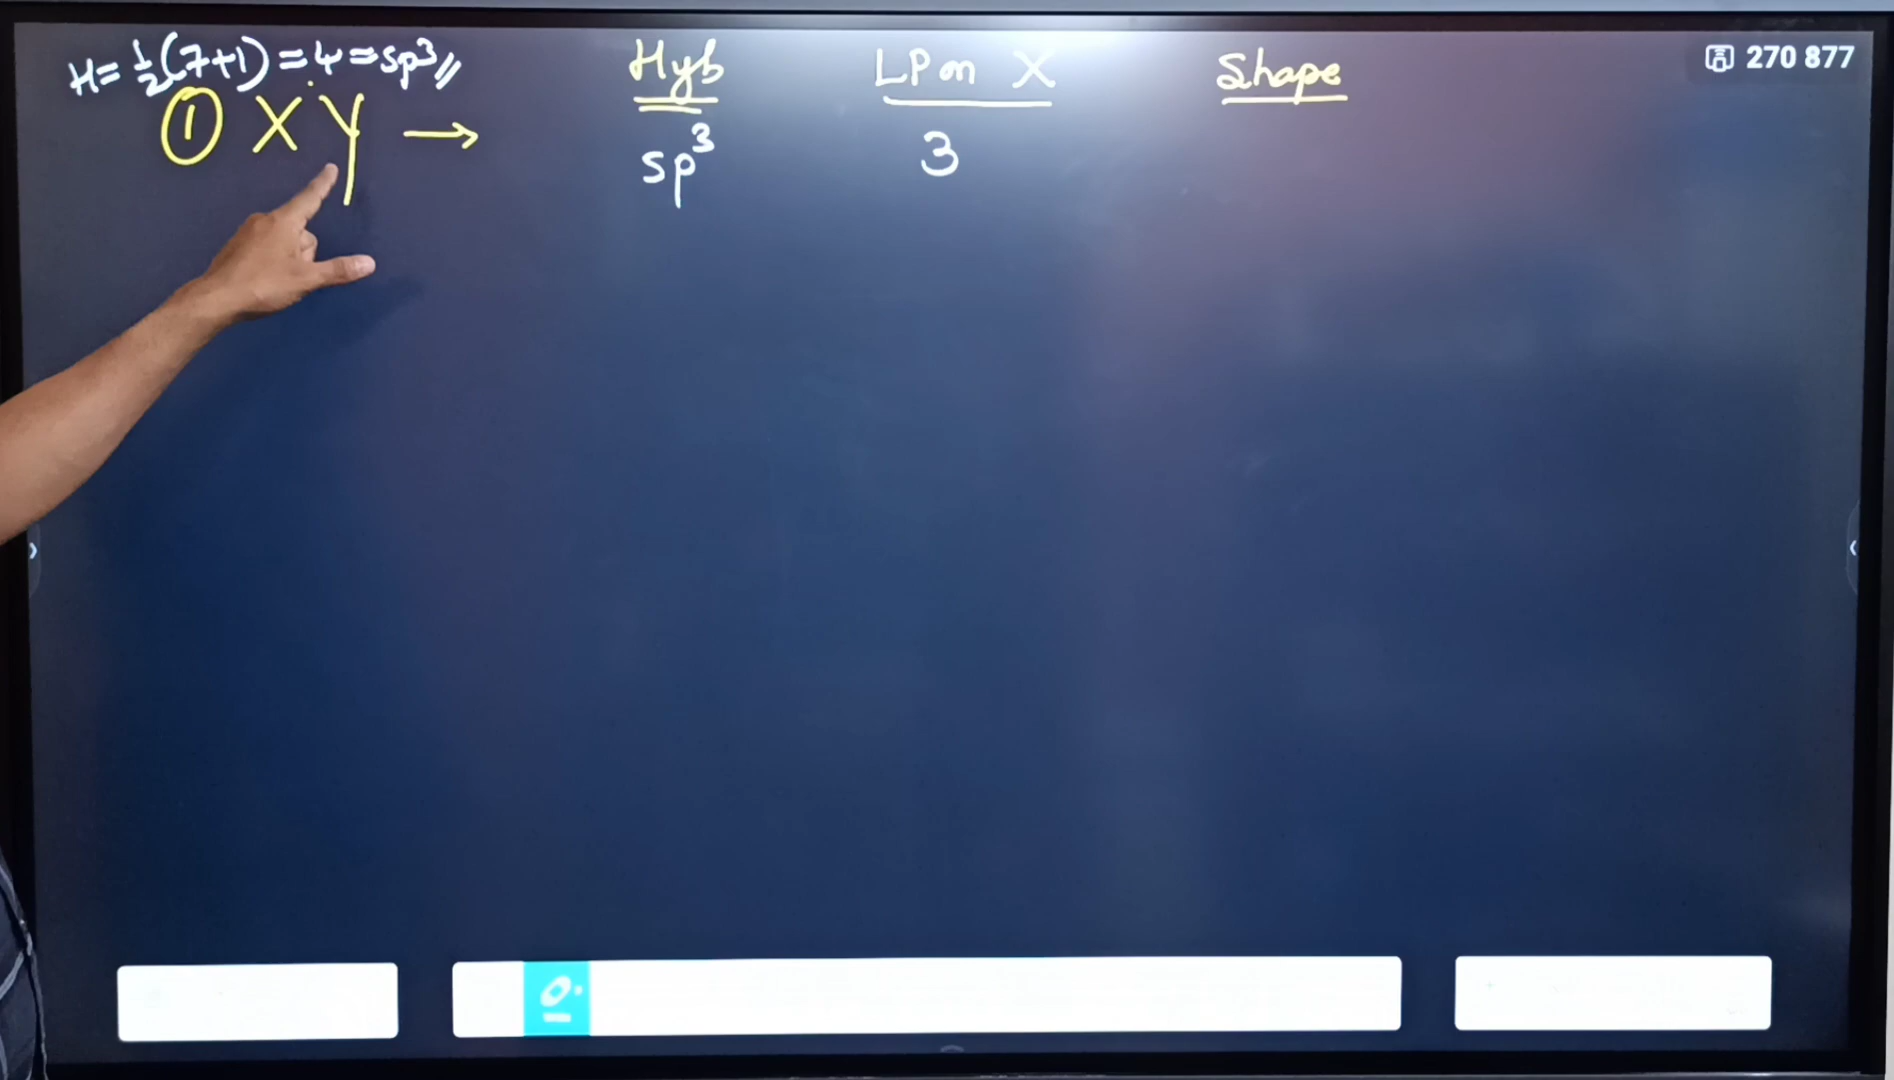 H= ½(7+1)=4=sp³//
Hyb LP on X Shape
270 877
① XY →
sp³ 3